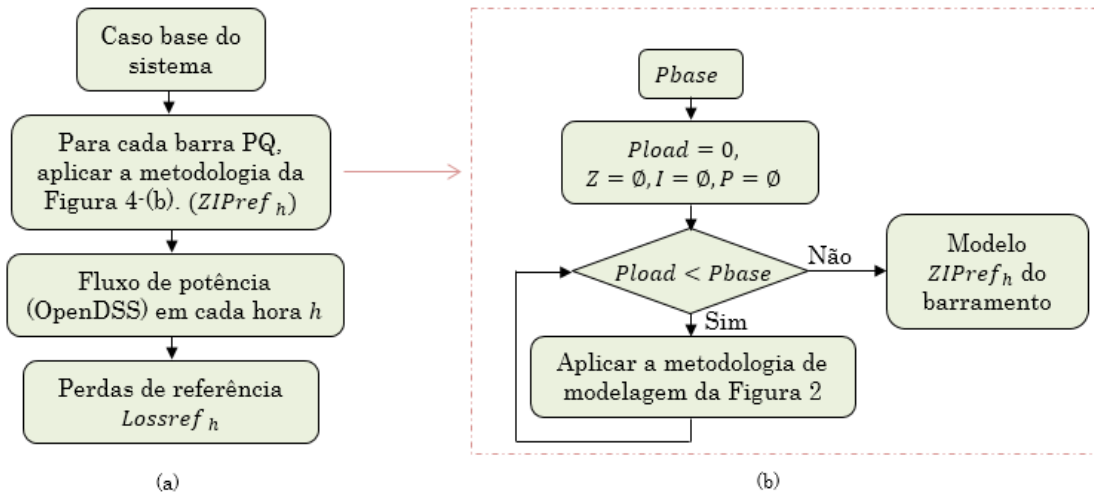 Caso base do
sistema
Para cada barra PQ,
aplicar a metodologia da
Figura 4-(b). (ZIPref h)
Fluxo de potência
(OpenDSS) em cada hora h
Perdas de referência
Lossref h
(a)
Pbase
Pload = 0,
Z = ∅, I = ∅, P = ∅
Pload < Pbase
Não
Sim
Modelo
ZIPref h do
barramento
Aplicar a metodologia de
modelagem da Figura 2
(b)